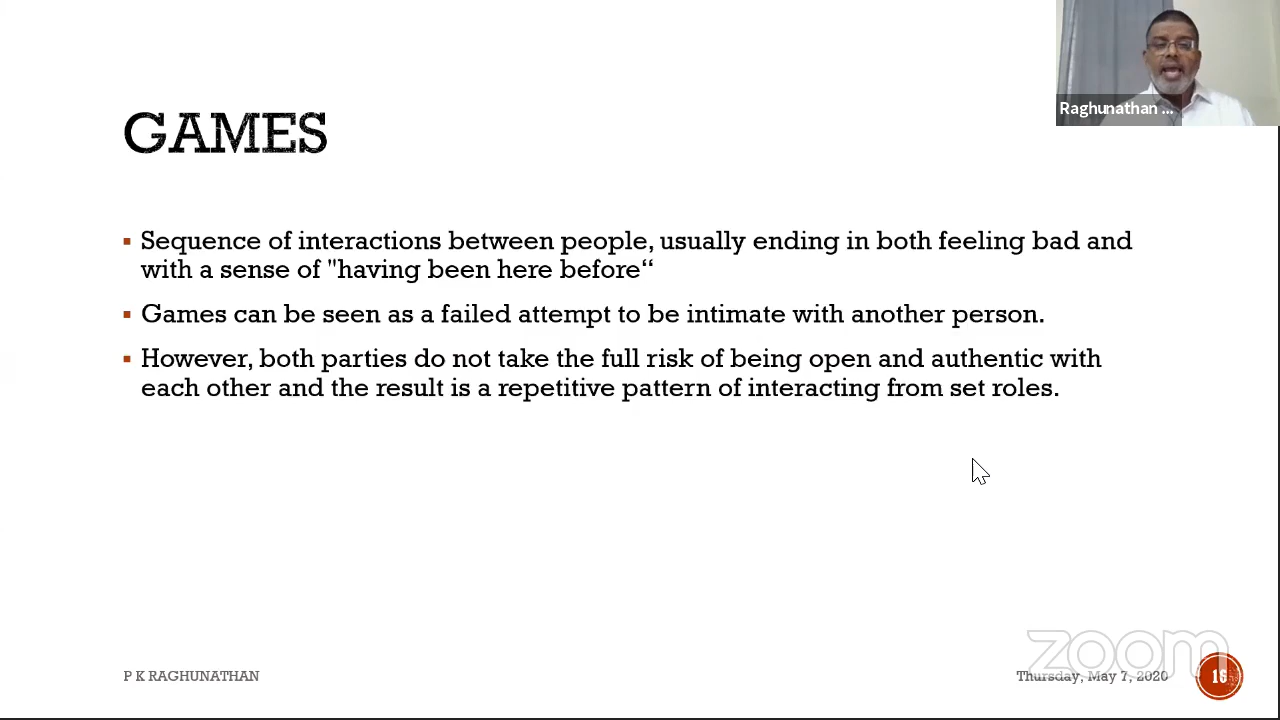 Raghunathan ...
GAMES
▪ Sequence of interactions between people, usually ending in both feeling bad and
with a sense of "having been here before“
▪ Games can be seen as a failed attempt to be intimate with another person.
▪ However, both parties do not take the full risk of being open and authentic with
each other and the result is a repetitive pattern of interacting from set roles.
zoom
P K RAGHUNATHAN
Thursday, May 7, 2020
16